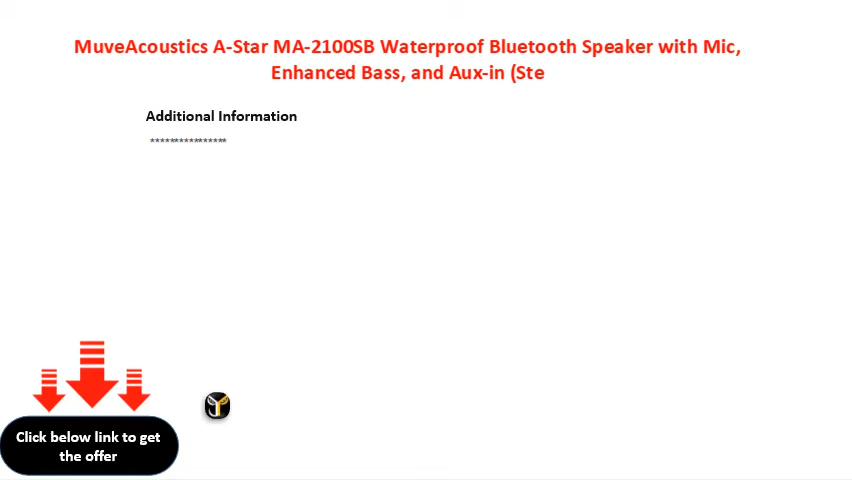 MuveAcoustics A-Star MA-2100SB Waterproof Bluetooth Speaker with Mic,
Enhanced Bass, and Aux-in (Ste
Additional Information
****************
Click below link to get
the offer